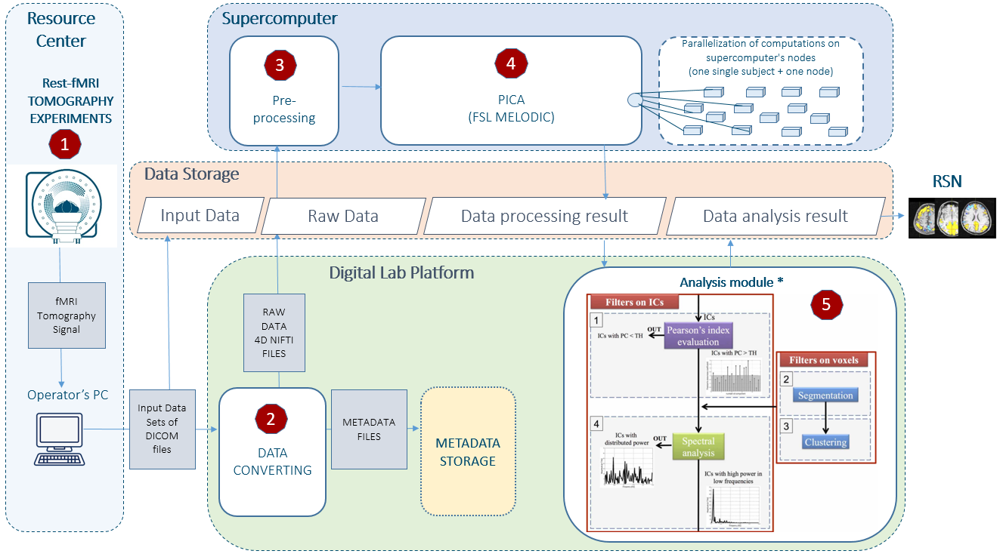 Resource
Center
Rest-fMRI
TOMOGRAPHY
EXPERIMENTS
1
fMRI
Tomography
Signal
Operator's PC
Input Data
Sets of
DICOM
files
Supercomputer
3
Pre-
processing
4
PICA
(FSL MELODIC)
Parallelization of computations on
supercomputer's nodes
(one single subject + one node)
Data Storage
Input Data
Raw Data
Data processing result
Data analysis result
RSN
Digital Lab Platform
RAW
DATA
4D NIFTI
FILES
2
DATA
CONVERTING
METADATA
FILES
METADATA
STORAGE
Analysis module *
5
Filters on ICs
1
ICs
Pearson's index
evaluation
OUT
ICs with PC < TH
ICs with PC > TH
Filters on voxels
2
Segmentation
3
Clustering
4
ICs with
distributed power
OUT
Spectral
analysis
ICs with high power in
low frequencies